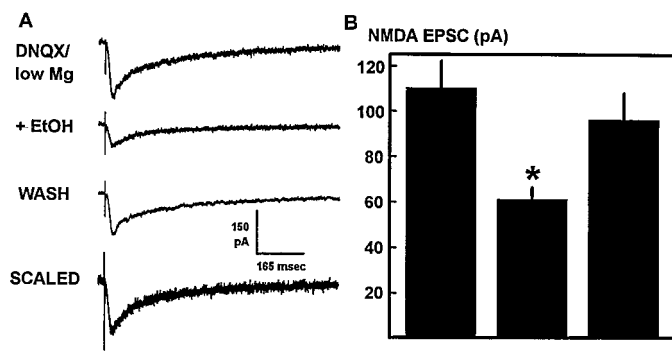 A
DNQX/
low Mg
+ EtOH
WASH
SCALED
150
pA
165 msec
B
NMDA EPSC (pA)
120
100
80
60
40
20
*